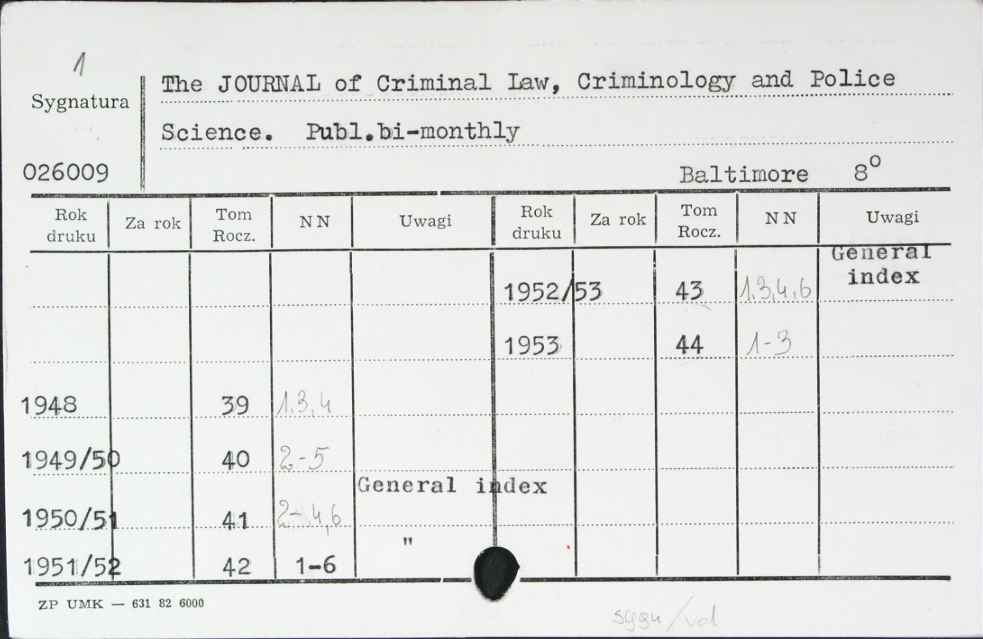 1
The JOURNAL of Criminal Law, Criminology and Police
Sygnatura
Science. Publ.bi-monthly
026009
Baltimore 8°
Rok druku Za rok Tom Rocz. NN Uwagi Rok druku Za rok Tom Rocz. NN Uwagi
General
index
1952/53 43 1,3,4,6
1953 44 1-3
1948 39 1,3,4
1949/50 40 2-5
General index
1950/51 41 2-4,6
"
1951/52 42 1-6
ZP UMK — 631 82 6000
sygn/vol